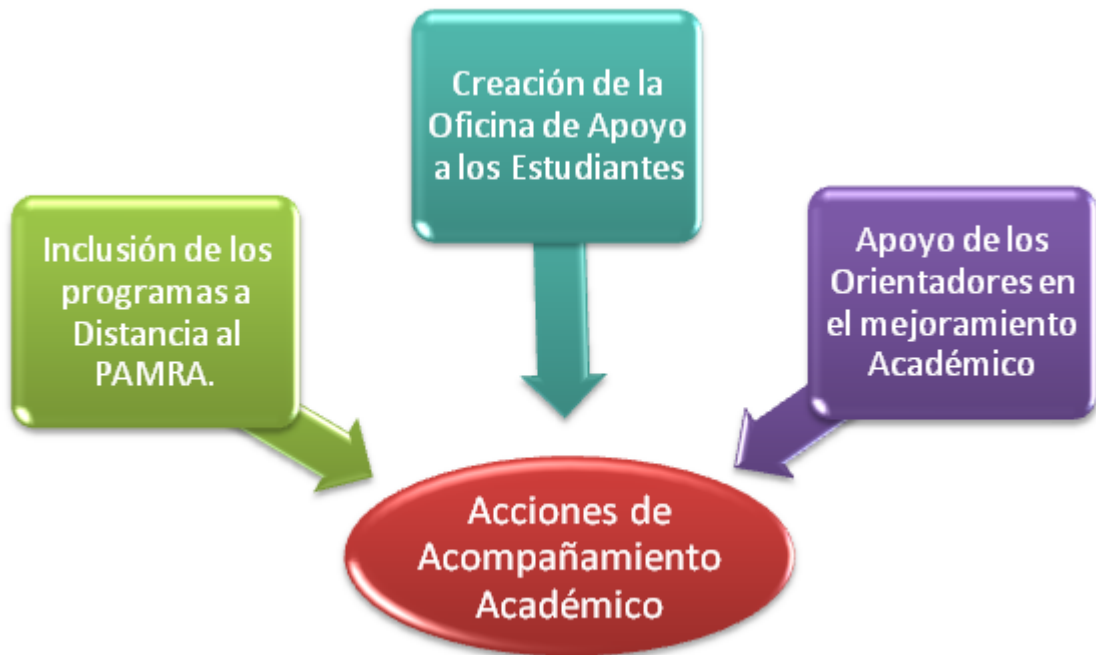 Creación de la
Oficina de Apoyo
a los Estudiantes
Inclusión de los
programas a
Distancia al
PAMRA.
Apoyo de los
Orientadores en
el mejoramiento
Académico
Acciones de
Acompañamiento
Académico